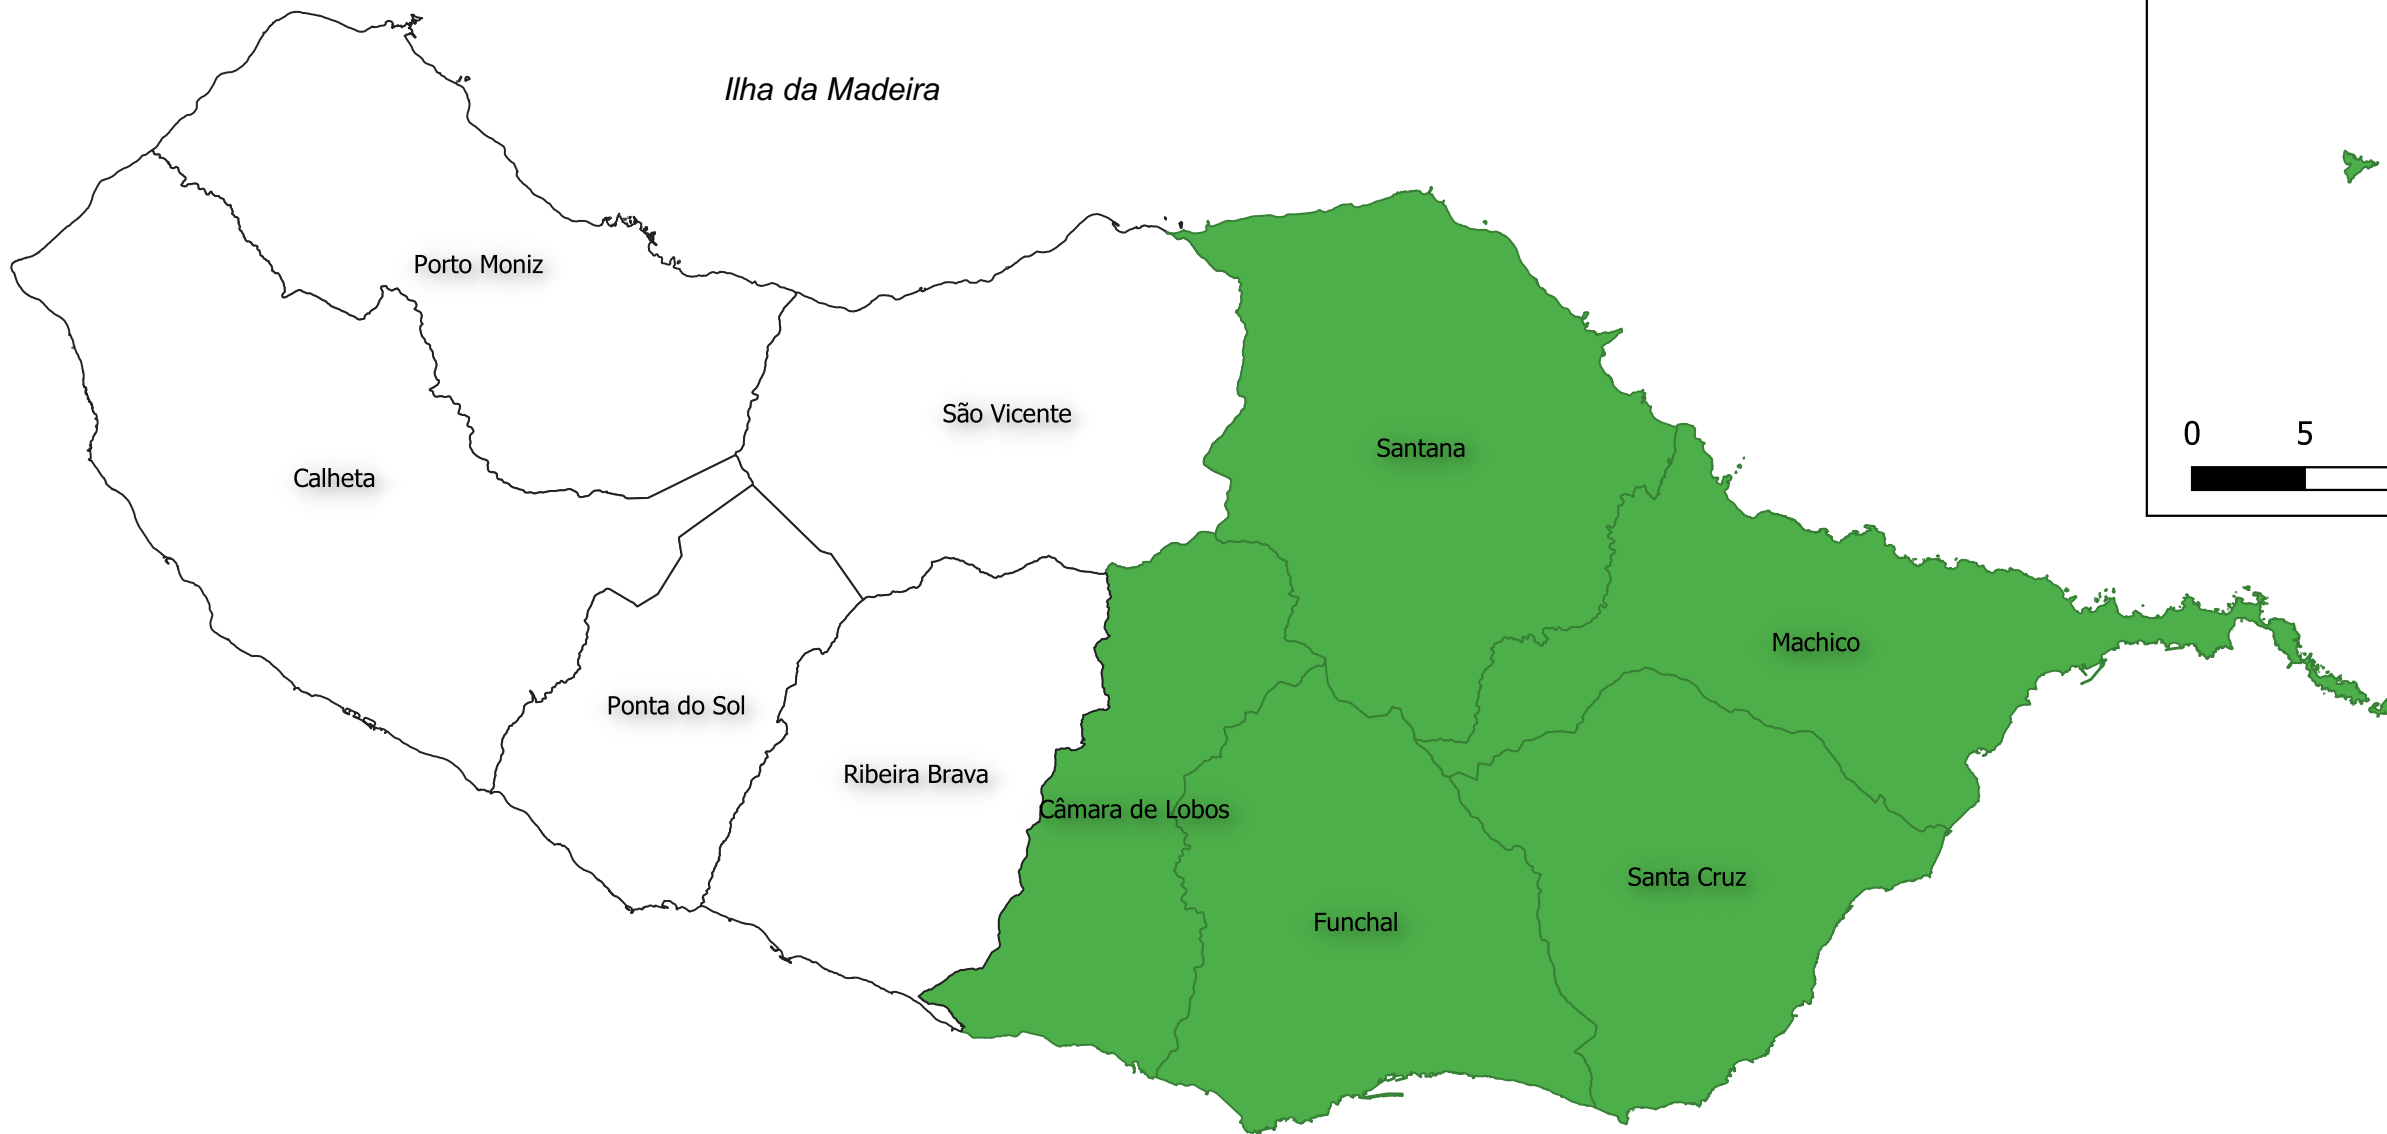 Ilha da Madeira
Porto Moniz
São Vicente
0 5
Santana
Calheta
Machico
Ponta do Sol
Ribeira Brava
Câmara de Lobos
Santa Cruz
Funchal